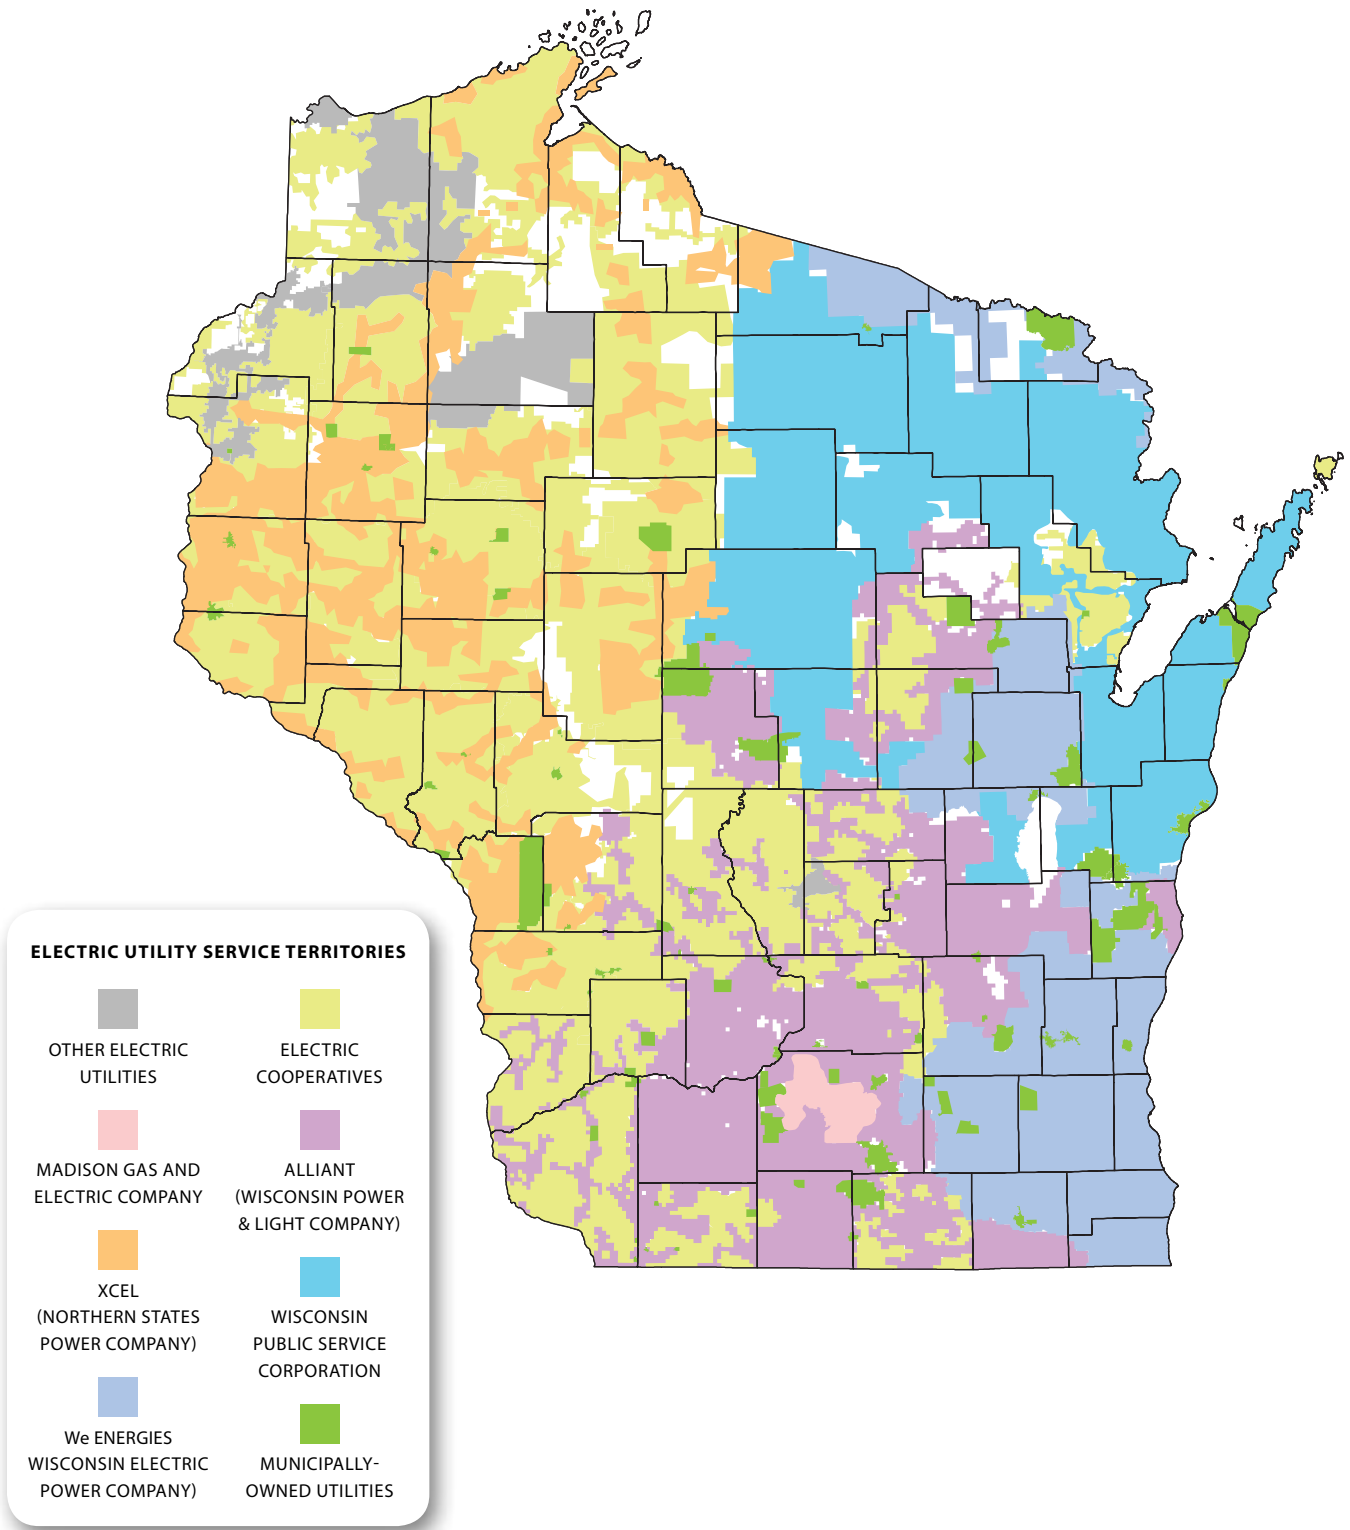 ELECTRIC UTILITY SERVICE TERRITORIES
OTHER ELECTRIC
UTILITIES
ELECTRIC
COOPERATIVES
MADISON GAS AND
ELECTRIC COMPANY
ALLIANT
(WISCONSIN POWER
& LIGHT COMPANY)
XCEL
(NORTHERN STATES
POWER COMPANY)
WISCONSIN
PUBLIC SERVICE
CORPORATION
We ENERGIES
WISCONSIN ELECTRIC
POWER COMPANY)
MUNICIPALLY-
OWNED UTILITIES